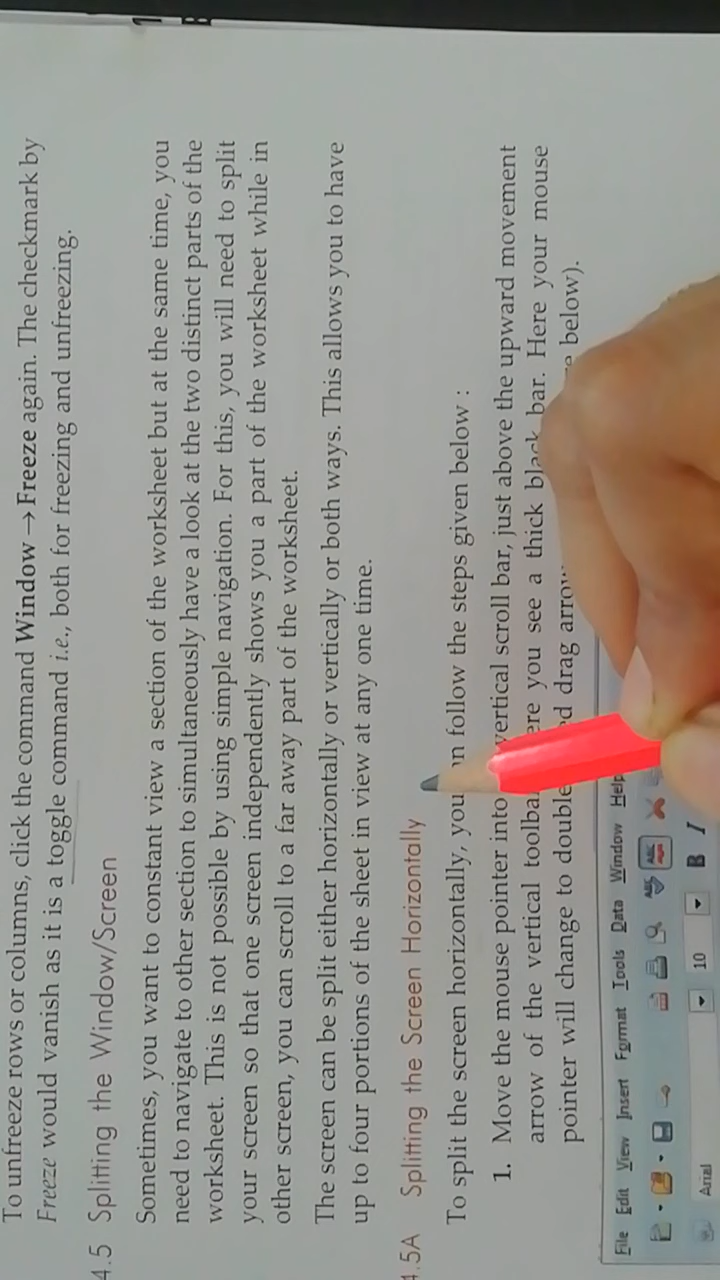 To unfreeze rows or columns, click the command Window → Freeze again. The checkmark by
Freeze would vanish as it is a toggle command i.e., both for freezing and unfreezing.
4.5 Splitting the Window/Screen
Sometimes, you want to constant view a section of the worksheet but at the same time, you
need to navigate to other section to simultaneously have a look at the two distinct parts of the
worksheet. This is not possible by using simple navigation. For this, you will need to split
your screen so that one screen independently shows you a part of the worksheet while in
other screen, you can scroll to a far away part of the worksheet.
The screen can be split either horizontally or vertically or both ways. This allows you to have
up to four portions of the sheet in view at any one time.
4.5A Splitting the Screen Horizontally
To split the screen horizontally, you follow the steps given below :
1. Move the mouse pointer into vertical scroll bar, just above the upward movement
arrow of the vertical you see a thick black bar. Here your mouse
pointer will change to double drag below).
File Edit View Insert Format Tools Data Window Help
Arial 10 B I